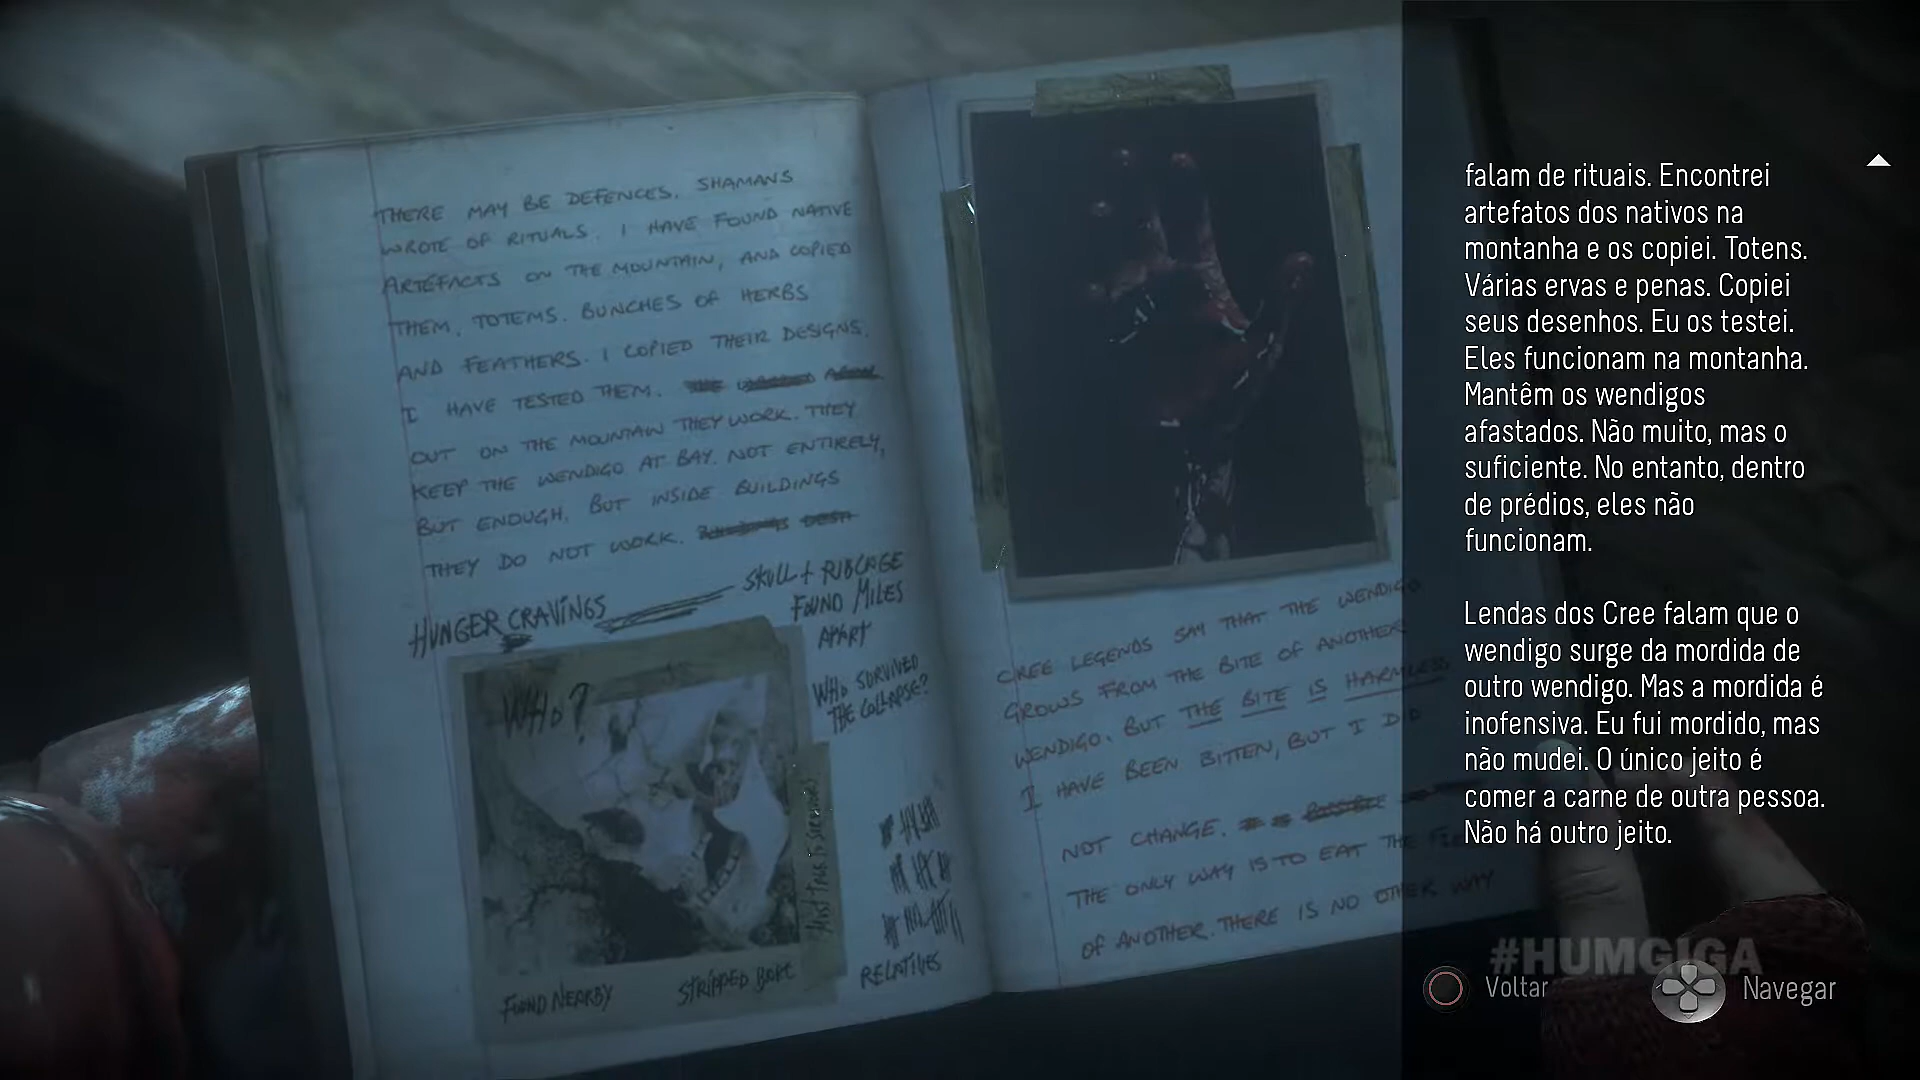 THERE MAY BE DEFENCES. SHAMANS
WROTE OF RITUALS. I HAVE FOUND NATIVE
ARTEFACTS ON THE MOUNTAIN, AND COPIED
THEM. TOTEMS. BUNCHES OF HERBS
AND FEATHERS. I COPIED THEIR DESIGNS.
I HAVE TESTED THEM.
OUT ON THE MOUNTAIN THEY WORK. THEY
KEEP THE WENDIGO AT BAY. NOT ENTIRELY,
BUT ENOUGH. BUT INSIDE BUILDINGS
THEY DO NOT WORK.
HUNGER CRAVINGS
SKULL + RIBCAGE
FOUND MILES
APART
WHO?
WHO SURVIVED
THE COLLAPSE?
FOUND NEARBY
STRIPPED BARE
RELATIVES
CREE LEGENDS SAY THAT THE WENDIGO
GROWS FROM THE BITE OF ANOTHER
WENDIGO. BUT THE BITE IS HARMLESS
I HAVE BEEN BITTEN, BUT I DID
NOT CHANGE.
THE ONLY WAY IS TO EAT THE
OF ANOTHER. THERE IS NO OTHER WAY
falam de rituais. Encontrei
artefatos dos nativos na
montanha e os copiei. Totens.
Várias ervas e penas. Copiei
seus desenhos. Eu os testei.
Eles funcionam na montanha.
Mantêm os wendigos
afastados. Não muito, mas o
suficiente. No entanto, dentro
de prédios, eles não
funcionam.
Lendas dos Cree falam que o
wendigo surge da mordida de
outro wendigo. Mas a mordida é
inofensiva. Eu fui mordido, mas
não mudei. O único jeito é
comer a carne de outra pessoa.
Não há outro jeito.
#HUMGIGA
Voltar
Navegar